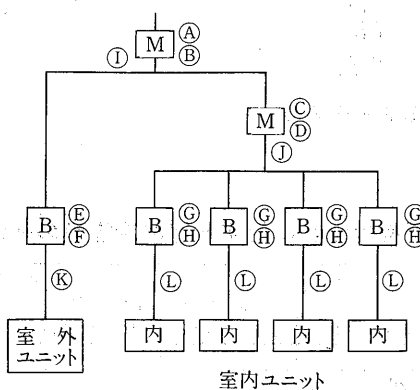 M Ⓐ
Ⓑ
Ⓘ
M Ⓒ
Ⓓ
Ⓙ
B Ⓔ
Ⓕ
B Ⓖ
Ⓗ
B Ⓖ
Ⓗ
B Ⓖ
Ⓗ
B Ⓖ
Ⓗ
Ⓚ Ⓛ Ⓛ Ⓛ Ⓛ
室外
ユニット
内 内 内 内
室内ユニット